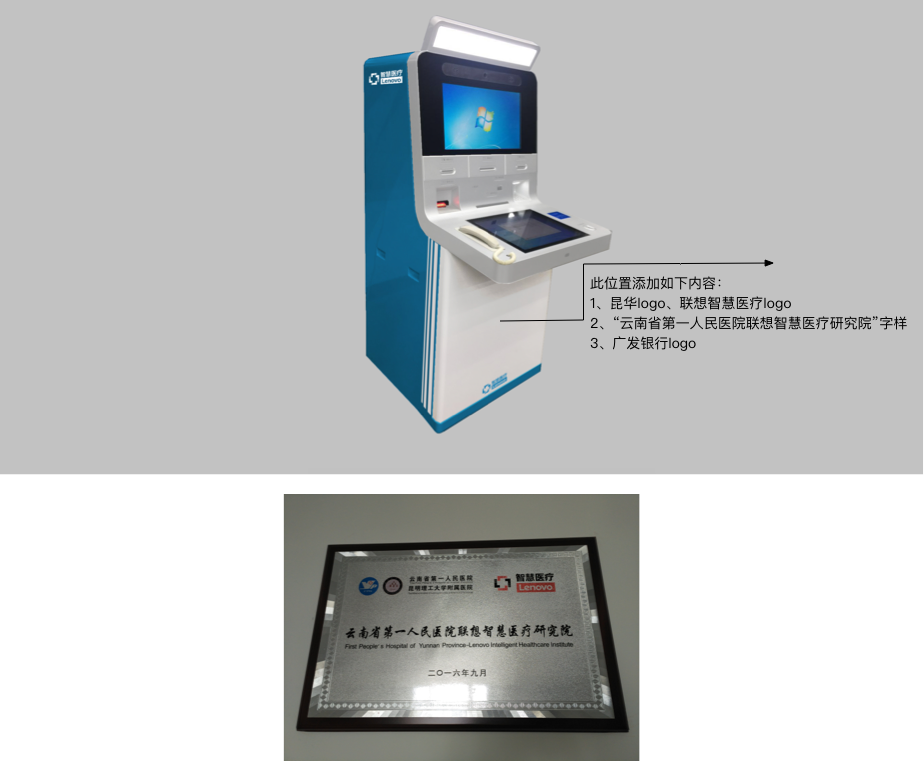 智慧医疗
Lenovo
此位置添加如下内容：
1、昆华logo、联想智慧医疗logo
2、“云南省第一人民医院联想智慧医疗研究院”字样
3、广发银行logo
智慧医疗
云南省第一人民医院
昆明理工大学附属医院
智慧医疗
Lenovo
云南省第一人民医院联想智慧医疗研究院
First People's Hospital of Yunnan Province-Lenovo Intelligent Healthcare Institute
二〇一六年九月